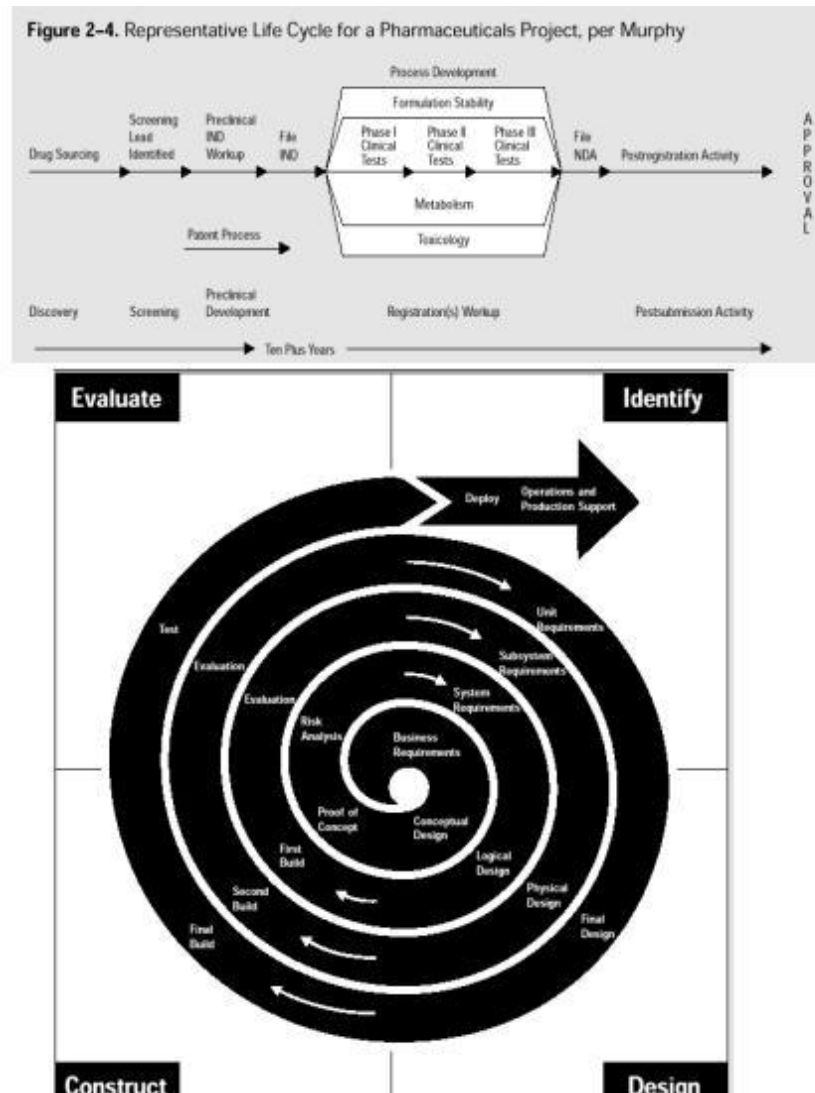 Figure 2–4. Representative Life Cycle for a Pharmaceuticals Project, per Murphy
Process Development
Formulation Stability
Drug Sourcing
Screening
Lead
Identified
Preclinical
IND
Workup
File
IND
Phase I
Clinical
Tests
Phase II
Clinical
Tests
Phase III
Clinical
Tests
File
NDA
Postregistration Activity
APPROVAL
Metabolism
Toxicology
Patent Process
Discovery
Screening
Preclinical
Development
Registration(s) Workup
Postsubmission Activity
Ten Plus Years
Evaluate
Identify
Deploy
Operations and
Production Support
Test
Evaluation
Evaluation
Risk
Analysis
Unit
Requirements
Subsystem
Requirements
System
Requirements
Business
Requirements
Proof of
Concept
Conceptual
Design
First
Build
Logical
Design
Second
Build
Physical
Design
Final
Build
Final
Design
Construct
Design